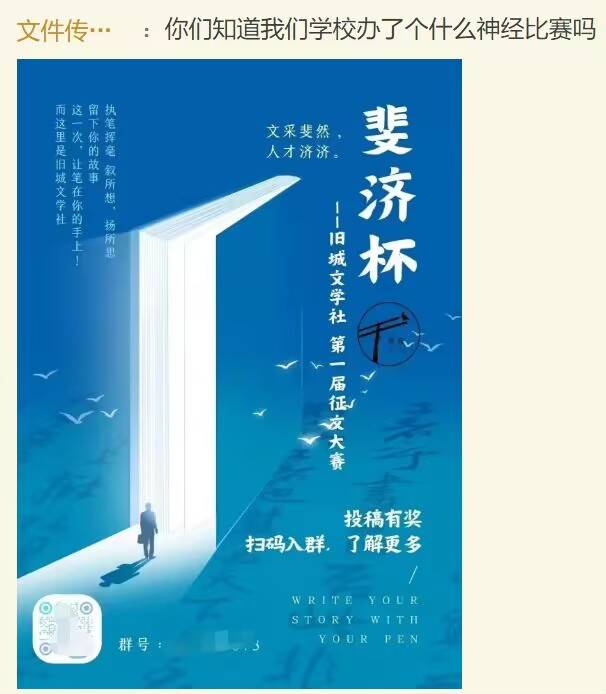 文件传… ：你们知道我们学校办了个什么神经比赛吗
斐济杯
——旧城文学社 第一届征文大赛
文采斐然，
人才济济。
执笔挥毫 叙所想，扬所思
留下你的故事
这一次，让笔在你的手上！
而这里是旧城文学社
投稿有奖
扫码入群，了解更多
WRITE YOUR
STORY WITH
YOUR PEN
群号：